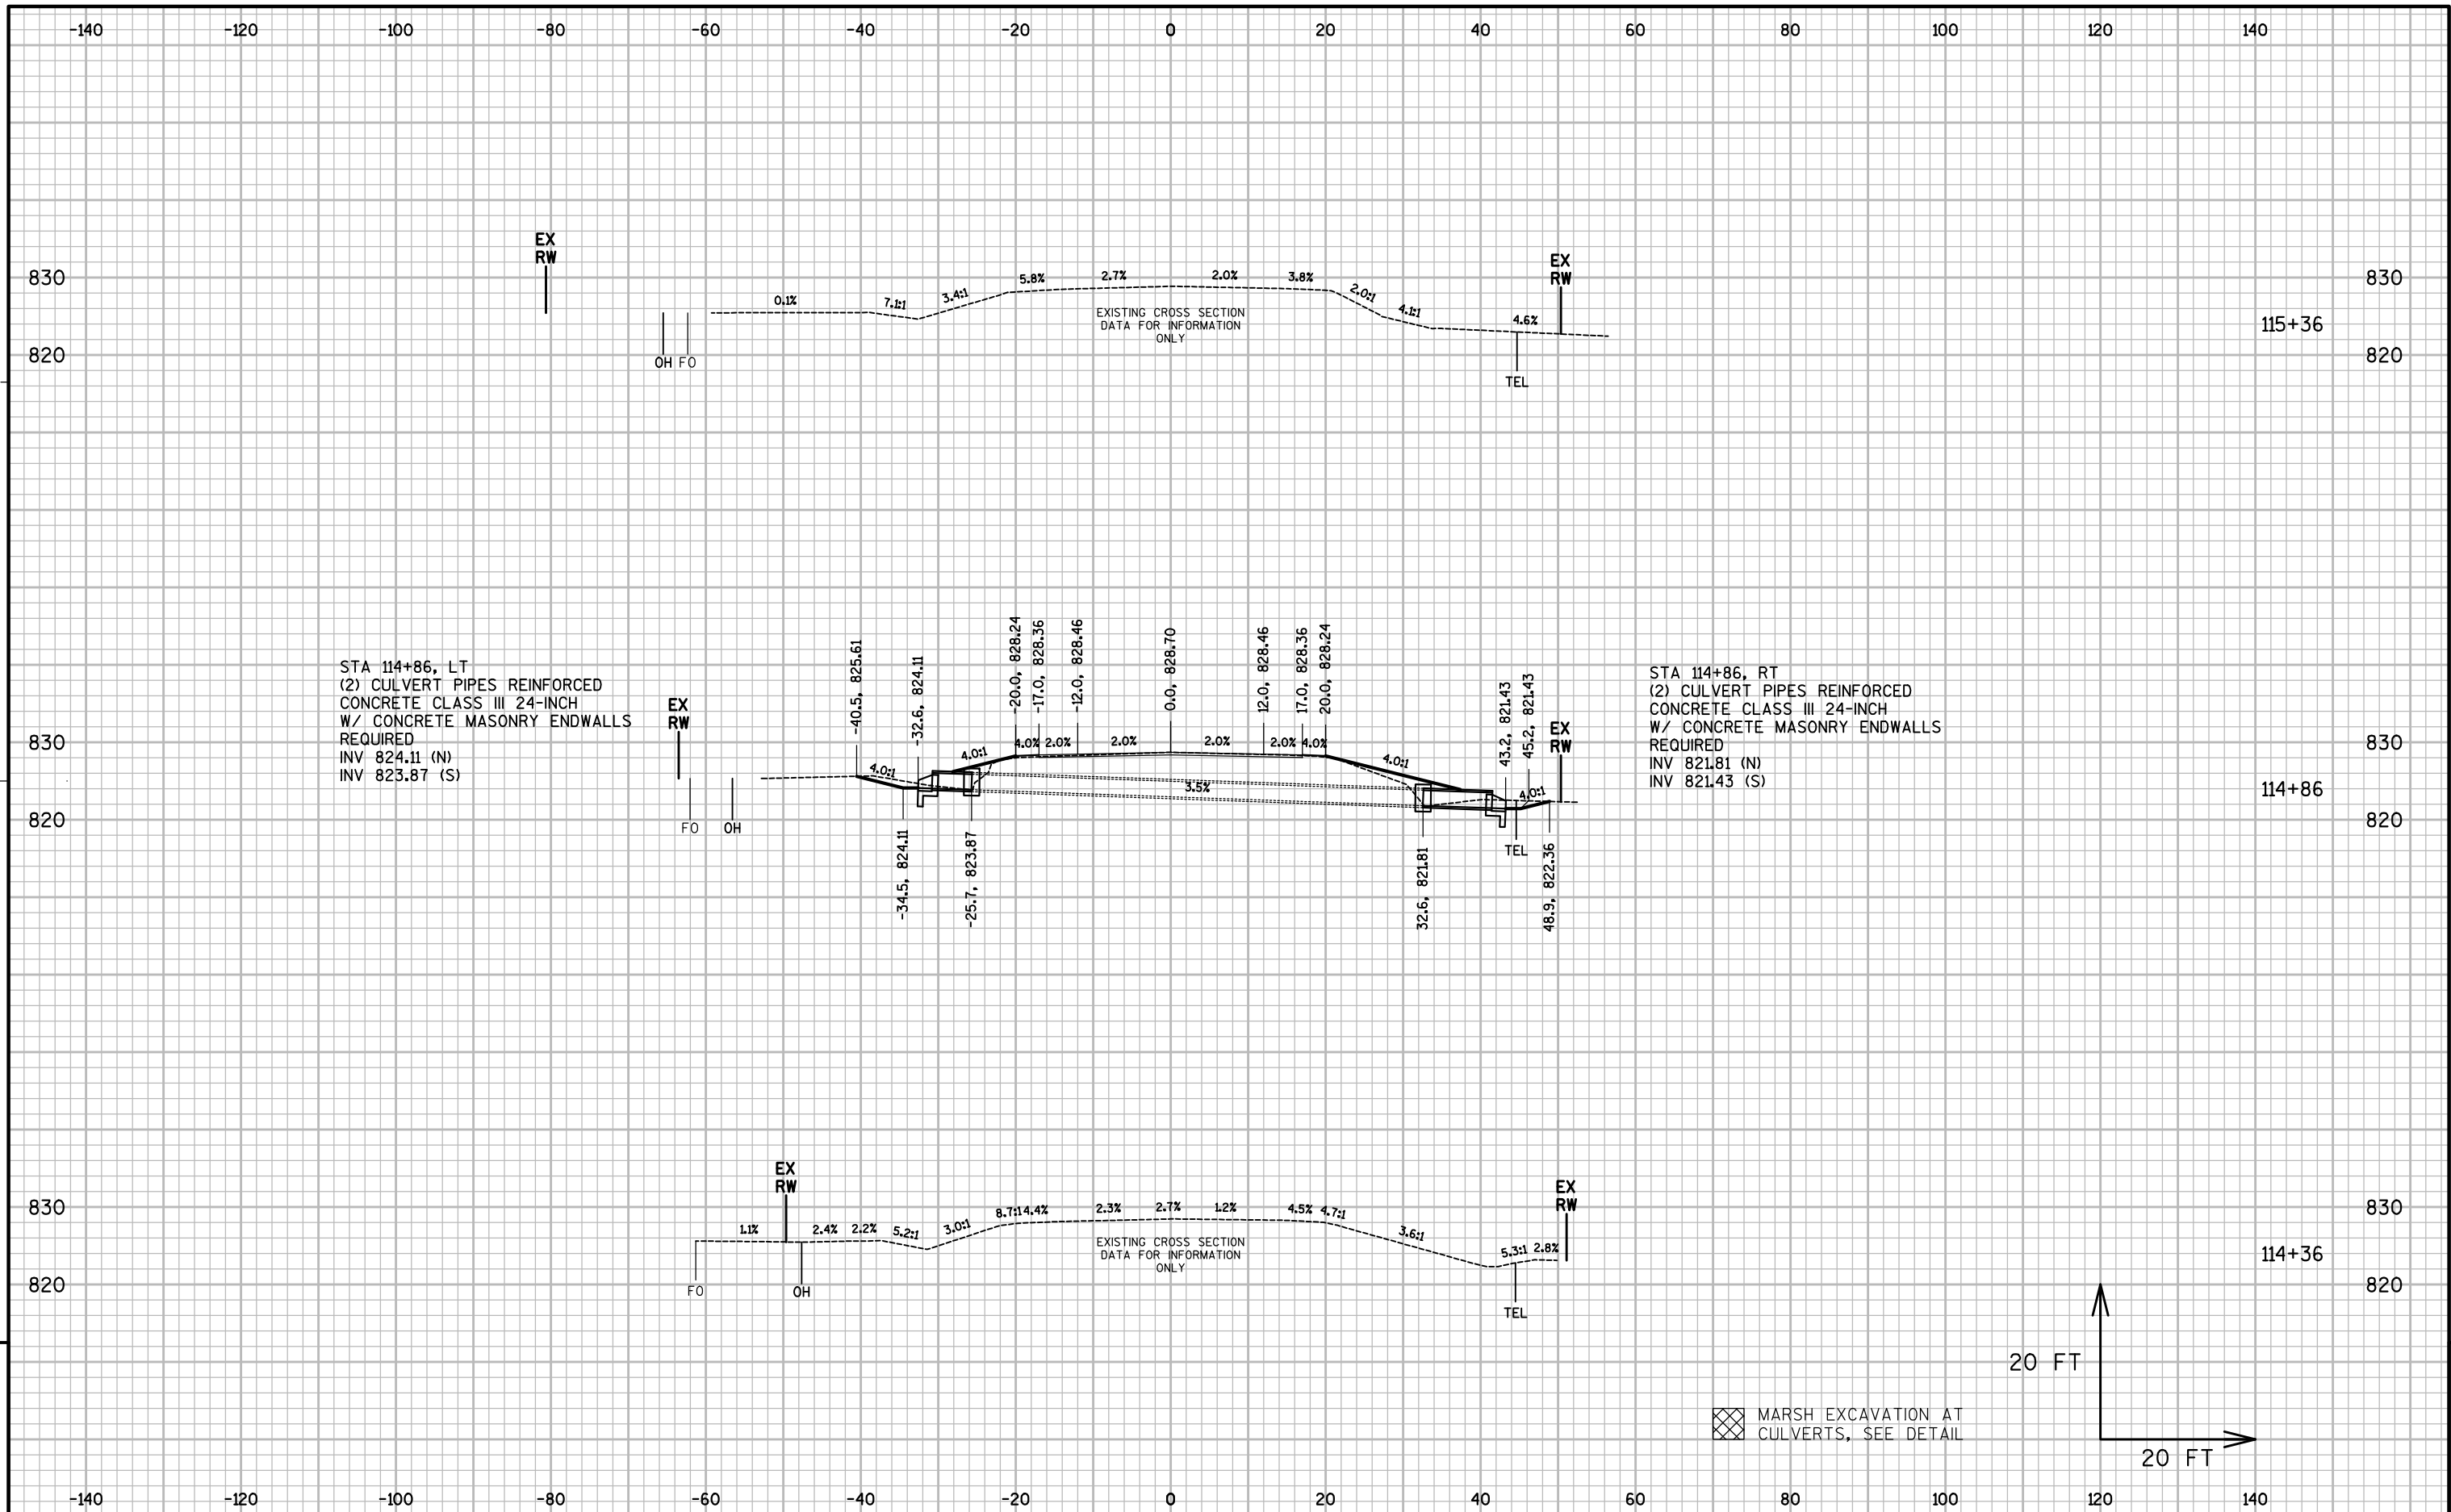 -140 -120 -100 -80 -60 -40 -20 0 20 40 60 80 100 120 140
EX
RW
EX
RW
830 5.8% 2.7% 2.0% 3.8% 830
0.1% 7.1:1 3.4:1 2.0:1 4.1:1 4.6%
EXISTING CROSS SECTION
DATA FOR INFORMATION
ONLY
115+36
820 820
OH FO
TEL
STA 114+86, LT
(2) CULVERT PIPES REINFORCED
CONCRETE CLASS III 24-INCH
W/ CONCRETE MASONRY ENDWALLS
REQUIRED
INV 824.11 (N)
INV 823.87 (S)
EX
RW
-40.5, 825.61
-32.6, 824.11
-20.0, 828.24
-17.0, 828.36
-12.0, 828.46
0.0, 828.70
12.0, 828.46
17.0, 828.36
20.0, 828.24
43.2, 821.43
45.2, 821.43
EX
RW
STA 114+86, RT
(2) CULVERT PIPES REINFORCED
CONCRETE CLASS III 24-INCH
W/ CONCRETE MASONRY ENDWALLS
REQUIRED
INV 821.81 (N)
INV 821.43 (S)
830 4.0% 2.0% 2.0% 2.0% 2.0% 4.0% 830
4.0:1 4.0:1 4.0:1 4.0:1
3.5%
114+86
820 820
FO OH
TEL
-34.5, 824.11
-25.7, 823.87
32.6, 821.81
48.9, 822.36
EX
RW
EX
RW
830 830
1.1% 2.4% 2.2% 5.2:1 3.0:1 8.7:1 4.4% 2.3% 2.7% 1.2% 4.5% 4.7:1 3.6:1 5.3:1 2.8%
EXISTING CROSS SECTION
DATA FOR INFORMATION
ONLY
114+36
820 820
FO OH
TEL
20 FT
MARSH EXCAVATION AT
CULVERTS, SEE DETAIL
20 FT
-140 -120 -100 -80 -60 -40 -20 0 20 40 60 80 100 120 140